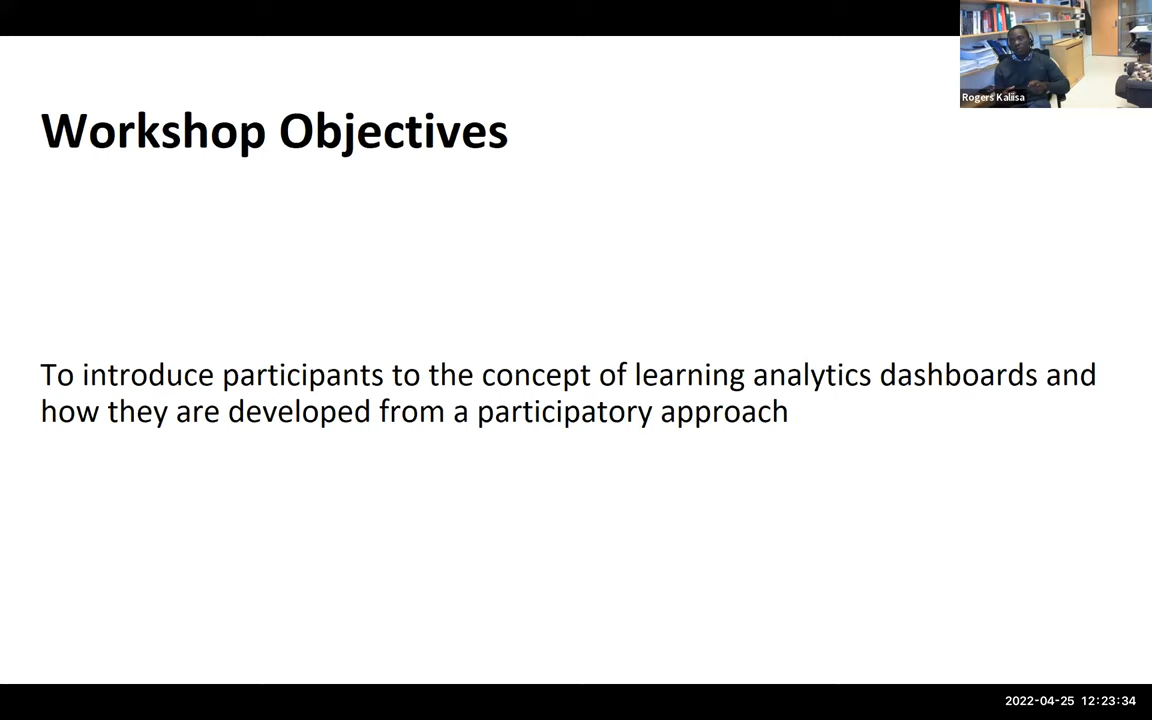 Rogers Kaliisa
Workshop Objectives
To introduce participants to the concept of learning analytics dashboards and
how they are developed from a participatory approach
2022-04-25 12:23:34